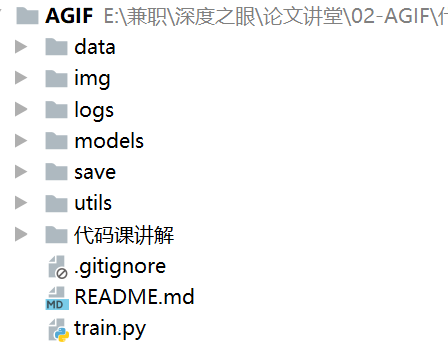 AGIF E:\兼职\深度之眼\论文讲堂\02-AGIF\
data
img
logs
models
save
utils
代码课讲解
.gitignore
MD README.md
train.py